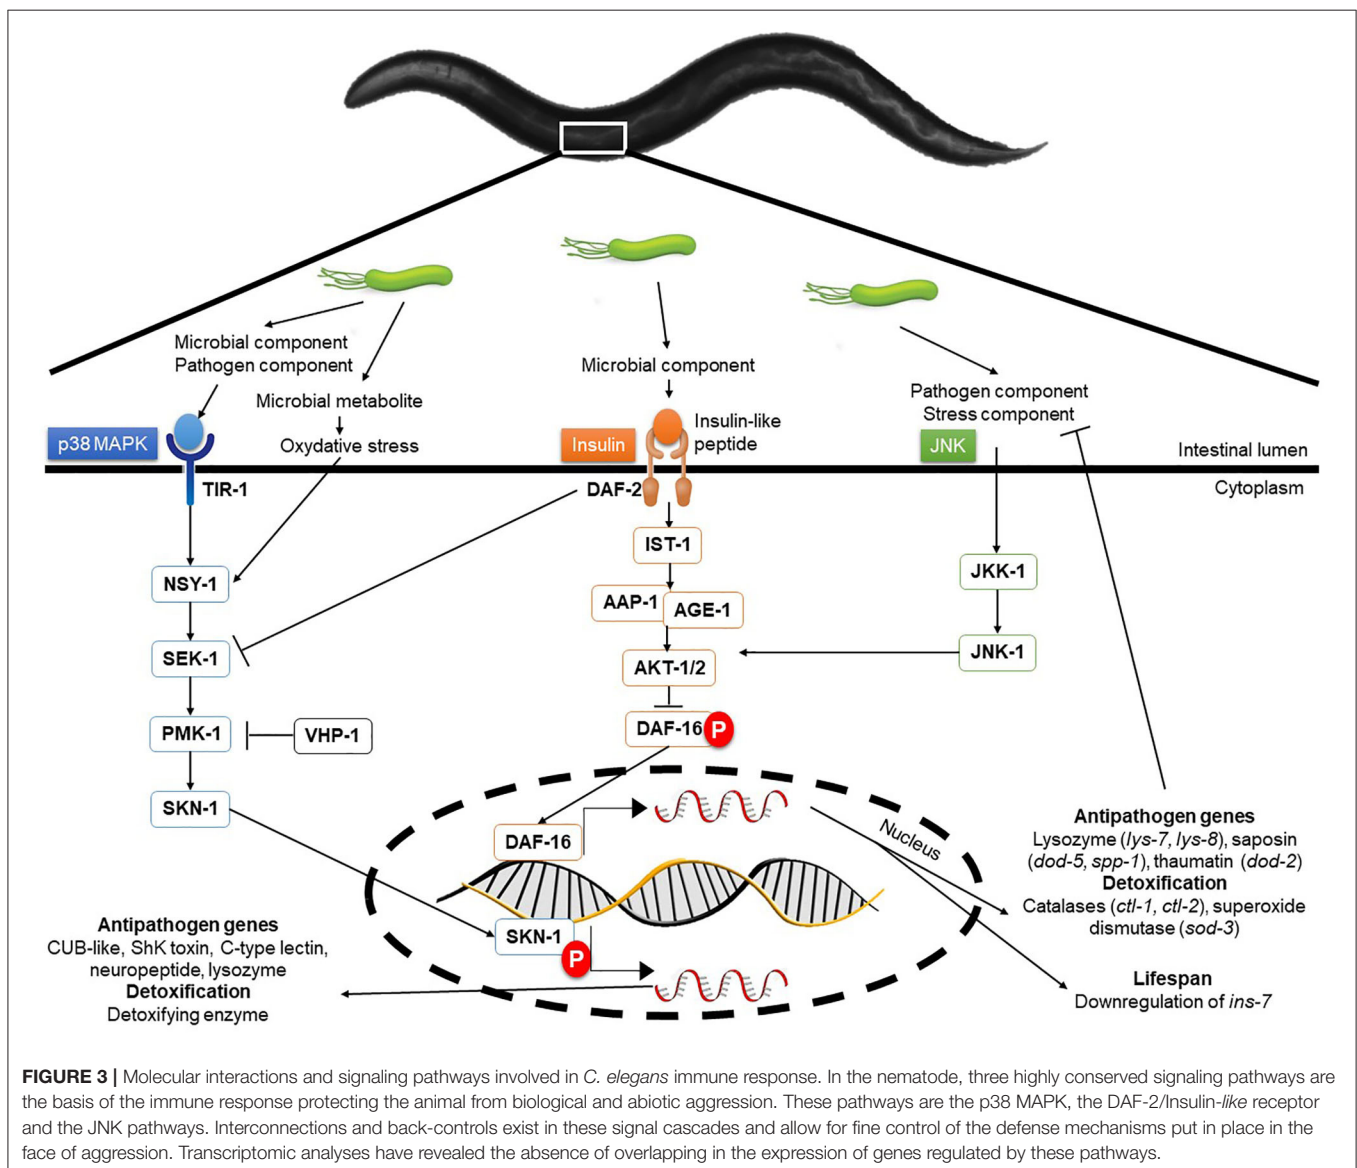 Microbial component
Pathogen component
Microbial metabolite
Oxydative stress
p38 MAPK
TIR-1
Microbial component
Insulin-like
peptide
Insulin
DAF-2
Pathogen component
Stress component
JNK
Intestinal lumen
Cytoplasm
NSY-1
SEK-1
PMK-1
VHP-1
SKN-1
IST-1
AAP-1
AGE-1
AKT-1/2
DAF-16
P
JKK-1
JNK-1
DAF-16
Nucleus
SKN-1
P
Antipathogen genes
CUB-like, ShK toxin, C-type lectin,
neuropeptide, lysozyme
Detoxification
Detoxifying enzyme
Antipathogen genes
Lysozyme (lys-7, lys-8), saposin
(dod-5, spp-1), thaumatin (dod-2)
Detoxification
Catalases (ctl-1, ctl-2), superoxide
dismutase (sod-3)
Lifespan
Downregulation of ins-7
FIGURE 3 | Molecular interactions and signaling pathways involved in C. elegans immune response. In the nematode, three highly conserved signaling pathways are
the basis of the immune response protecting the animal from biological and abiotic aggression. These pathways are the p38 MAPK, the DAF-2/Insulin-like receptor
and the JNK pathways. Interconnections and back-controls exist in these signal cascades and allow for fine control of the defense mechanisms put in place in the
face of aggression. Transcriptomic analyses have revealed the absence of overlapping in the expression of genes regulated by these pathways.